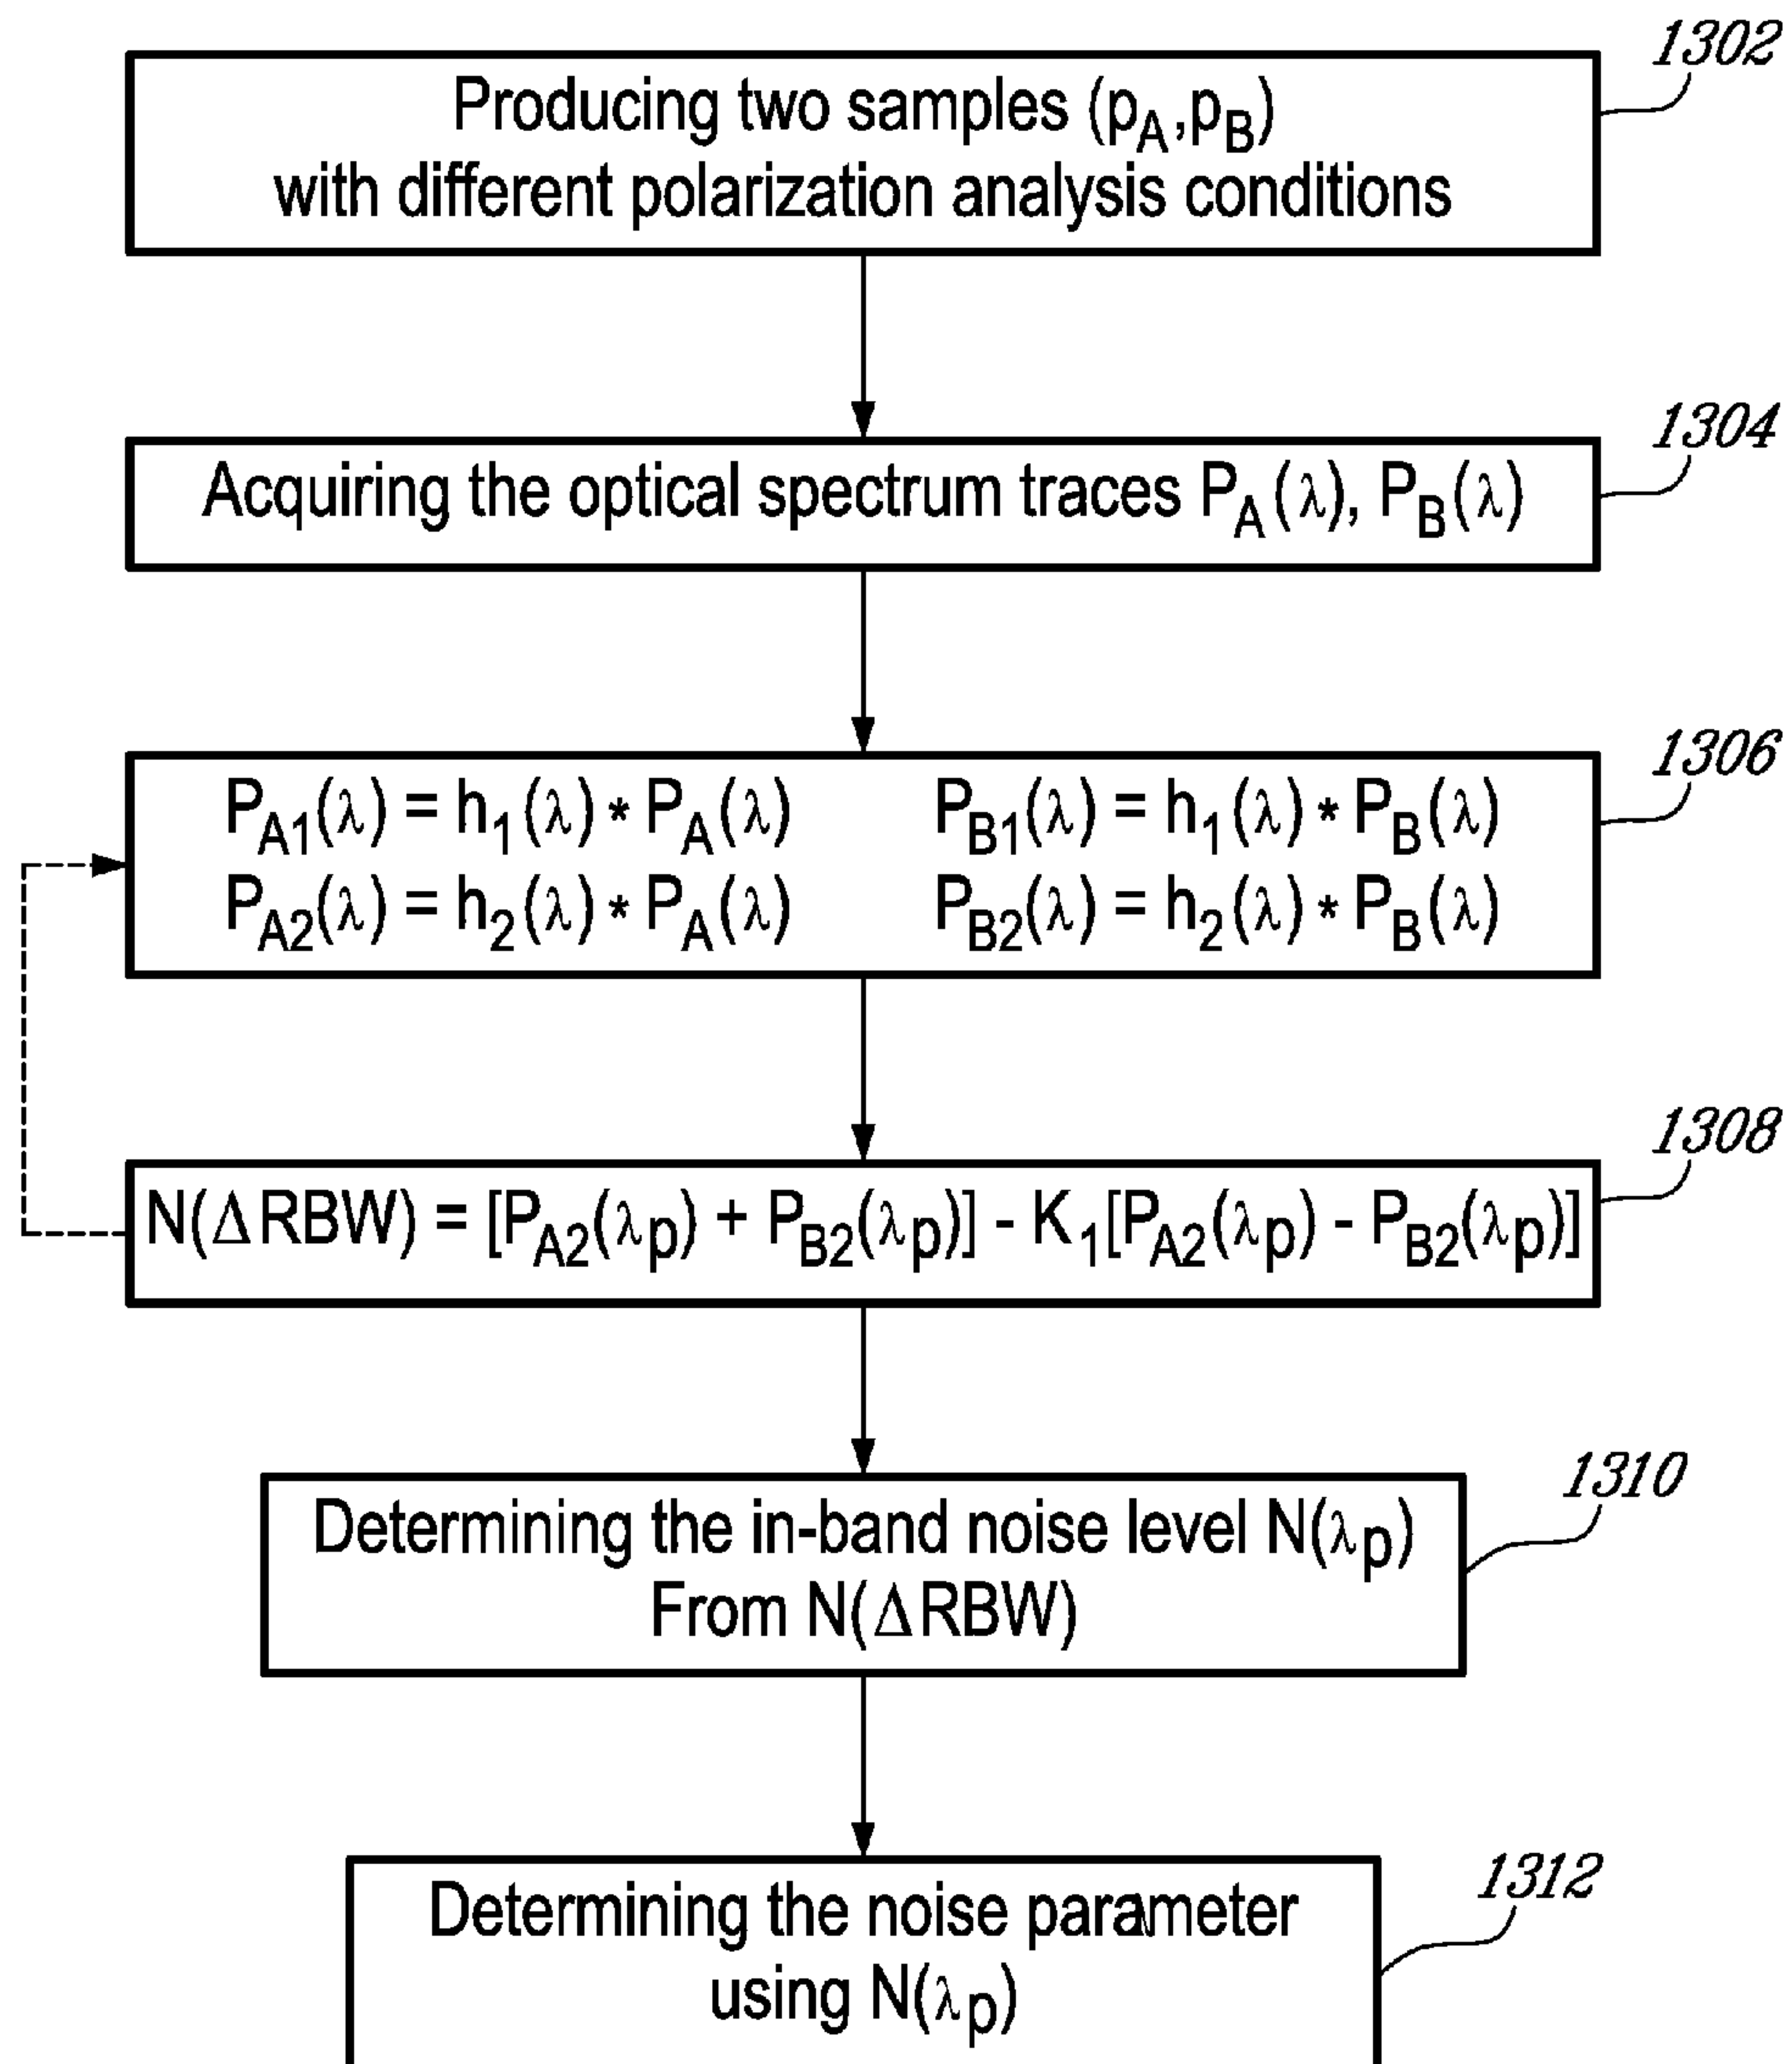 1302
Producing two samples (pA,pB)
with different polarization analysis conditions
1304
Acquiring the optical spectrum traces PA(λ), PB(λ)
1306
PA1(λ) = h1(λ) * PA(λ) PB1(λ) = h1(λ) * PB(λ)
PA2(λ) = h2(λ) * PA(λ) PB2(λ) = h2(λ) * PB(λ)
1308
N(ΔRBW) = [PA2(λp) + PB2(λp)] - K1[PA2(λp) - PB2(λp)]
1310
Determining the in-band noise level N(λp)
From N(ΔRBW)
1312
Determining the noise parameter
using N(λp)